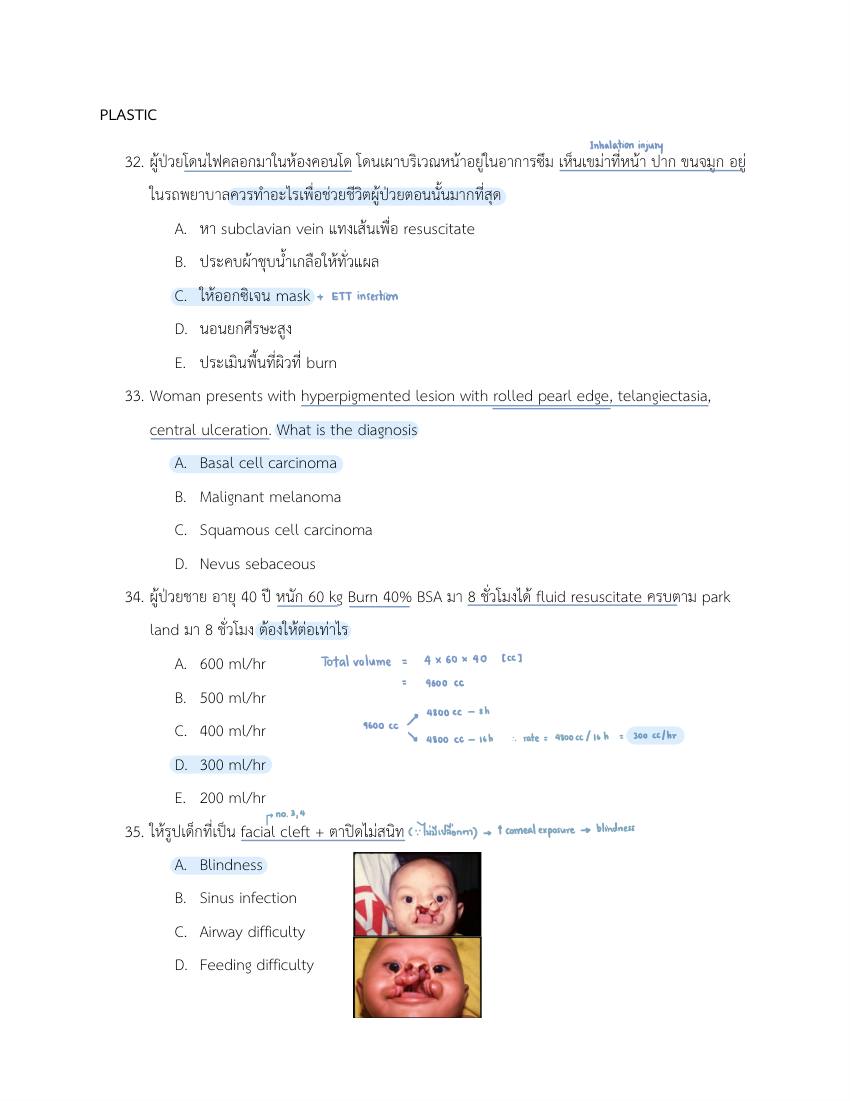 PLASTIC
Inhalation injury
32. ผู้ป่วยโดนไฟคลอกมาในห้องคอนโด โดนเผาบริเวณหน้าอยู่ในอาการซึม เห็นเขม่าที่หน้า ปาก ขนจมูก อยู่
ในรถพยาบาลควรทำอะไรเพื่อช่วยชีวิตผู้ป่วยตอนนั้นมากที่สุด
A. หา subclavian vein แทงเส้นเพื่อ resuscitate
B. ประคบผ้าชุบน้ำเกลือให้ทั่วแผล
C. ให้ออกซิเจน mask + ETT insertion
D. นอนยกศีรษะสูง
E. ประเมินพื้นที่ผิวที่ burn
33. Woman presents with hyperpigmented lesion with rolled pearl edge, telangiectasia,
central ulceration. What is the diagnosis
A. Basal cell carcinoma
B. Malignant melanoma
C. Squamous cell carcinoma
D. Nevus sebaceous
34. ผู้ป่วยชาย อายุ 40 ปี หนัก 60 kg Burn 40% BSA มา 8 ชั่วโมงได้ fluid resuscitate ครบตาม park
land มา 8 ชั่วโมง ต้องให้ต่อเท่าไร
A. 600 ml/hr
Total volume = 4 x 60 x 40 [cc]
= 9600 cc
B. 500 ml/hr
4800 cc – 8h
C. 400 ml/hr
9600 cc
4800 cc – 16h ∴ rate = 4800cc/16h = 300 cc/hr
D. 300 ml/hr
E. 200 ml/hr
no. 3,4
35. ให้รูปเด็กที่เป็น facial cleft + ตาปิดไม่สนิท (∵ ไม่มีเปลือกตา) → ↑ corneal exposure → blindness
A. Blindness
B. Sinus infection
C. Airway difficulty
D. Feeding difficulty